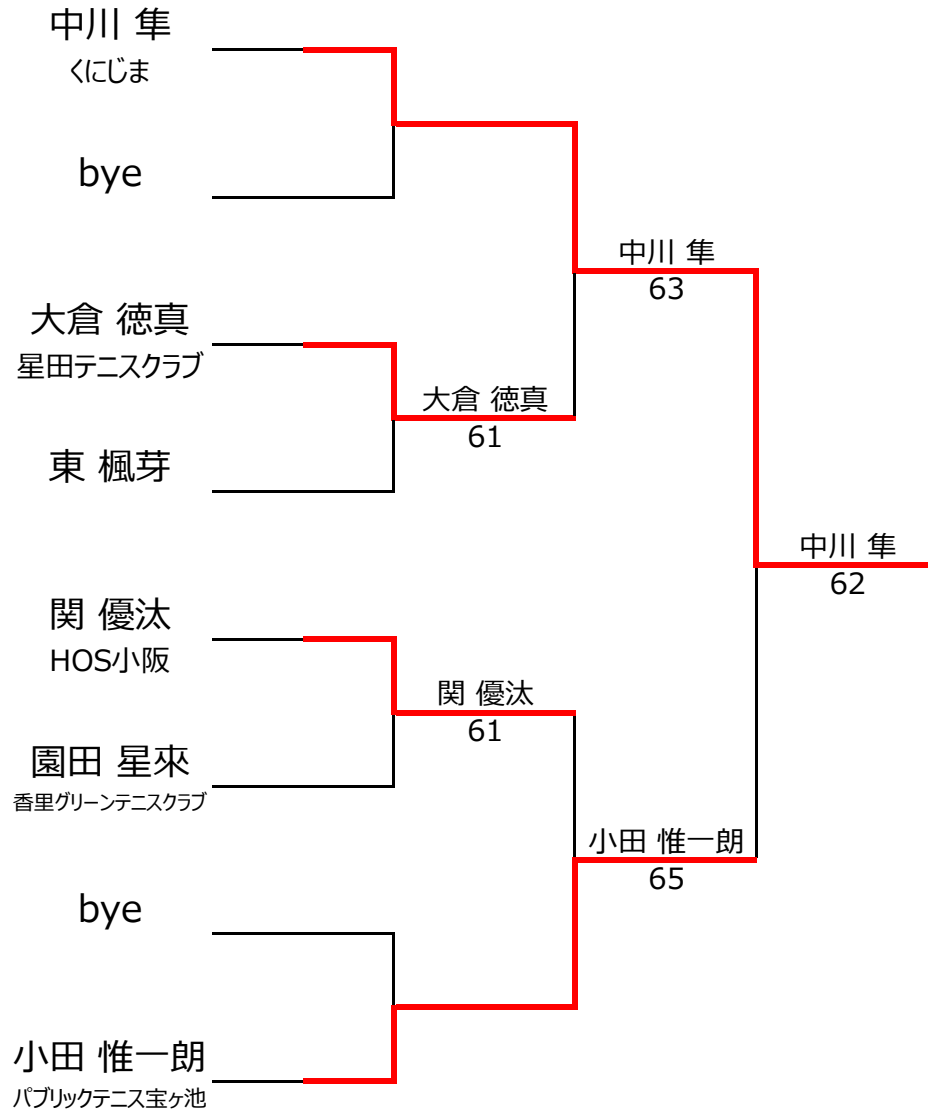 中川 隼
くにじま
bye
中川 隼
63
大倉 徳真
星田テニスクラブ
大倉 徳真
61
東 楓芽
中川 隼
62
関 優汰
HOS小阪
関 優汰
61
園田 星來
香里グリーンテニスクラブ
小田 惟一朗
65
bye
小田 惟一朗
パブリックテニス宝ヶ池